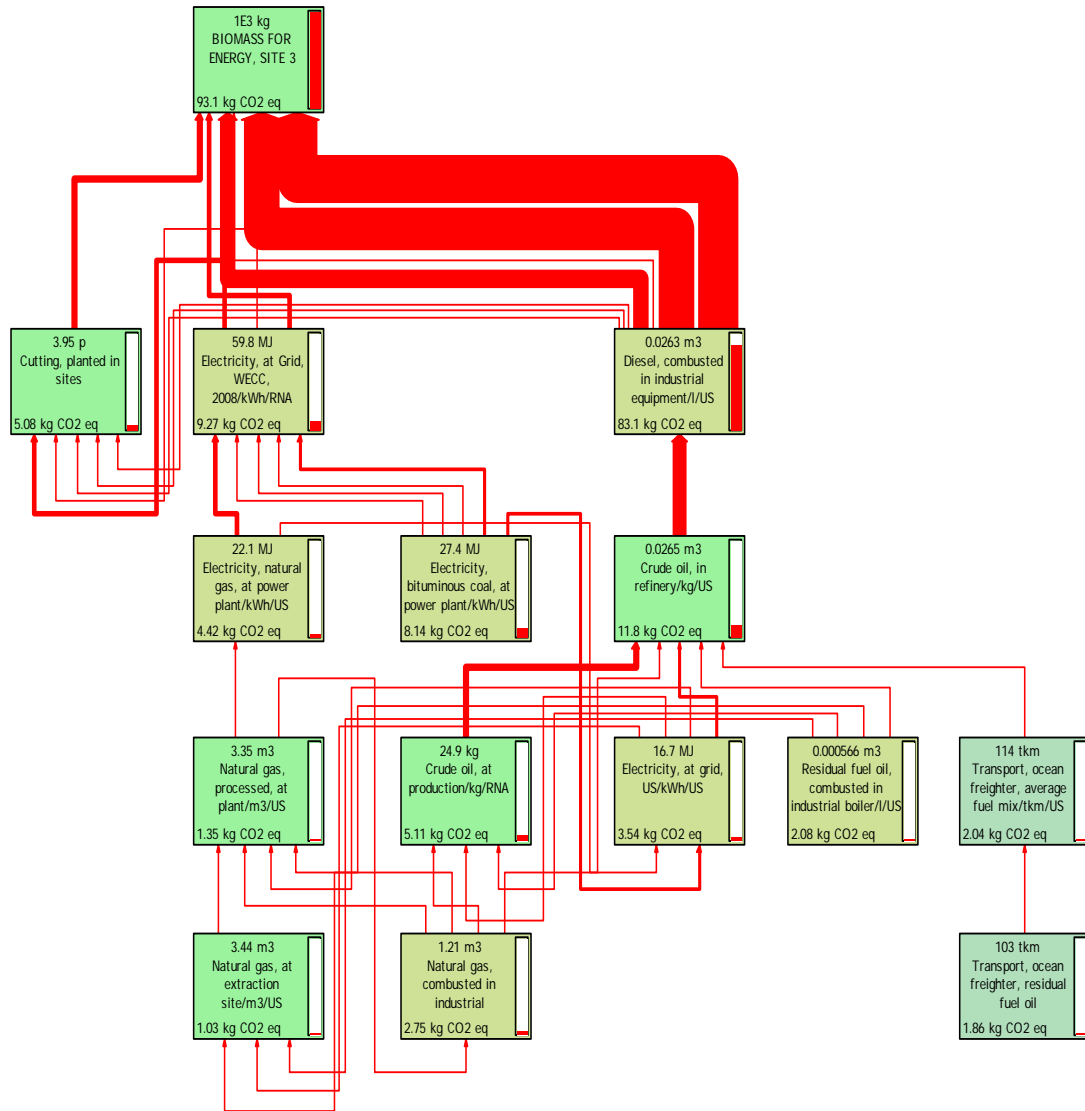 1E3 kg
BIOMASS FOR
ENERGY, SITE 3
93.1 kg CO2 eq
3.95 p
Cutting, planted in
sites
5.08 kg CO2 eq
59.8 MJ
Electricity, at Grid,
WECC,
2008/kWh/RNA
9.27 kg CO2 eq
0.0263 m3
Diesel, combusted
in industrial
equipment/l/US
83.1 kg CO2 eq
22.1 MJ
Electricity, natural
gas, at power
plant/kWh/US
4.42 kg CO2 eq
27.4 MJ
Electricity,
bituminous coal, at
power plant/kWh/US
8.14 kg CO2 eq
0.0265 m3
Crude oil, in
refinery/kg/US
11.8 kg CO2 eq
3.35 m3
Natural gas,
processed, at
plant/m3/US
1.35 kg CO2 eq
24.9 kg
Crude oil, at
production/kg/RNA
5.11 kg CO2 eq
16.7 MJ
Electricity, at grid,
US/kWh/US
3.54 kg CO2 eq
0.000566 m3
Residual fuel oil,
combusted in
industrial boiler/l/US
2.08 kg CO2 eq
114 tkm
Transport, ocean
freighter, average
fuel mix/tkm/US
2.04 kg CO2 eq
3.44 m3
Natural gas, at
extraction
site/m3/US
1.03 kg CO2 eq
1.21 m3
Natural gas,
combusted in
industrial
2.75 kg CO2 eq
103 tkm
Transport, ocean
freighter, residual
fuel oil
1.86 kg CO2 eq